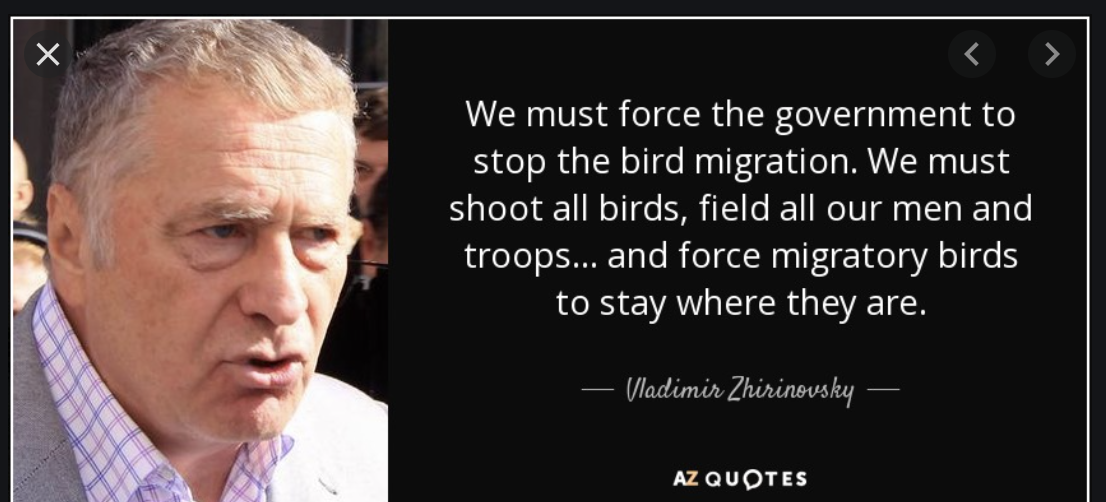 We must force the government to
stop the bird migration. We must
shoot all birds, field all our men and
troops... and force migratory birds
to stay where they are.
Vladimir Zhirinovsky
AZ QUOTES